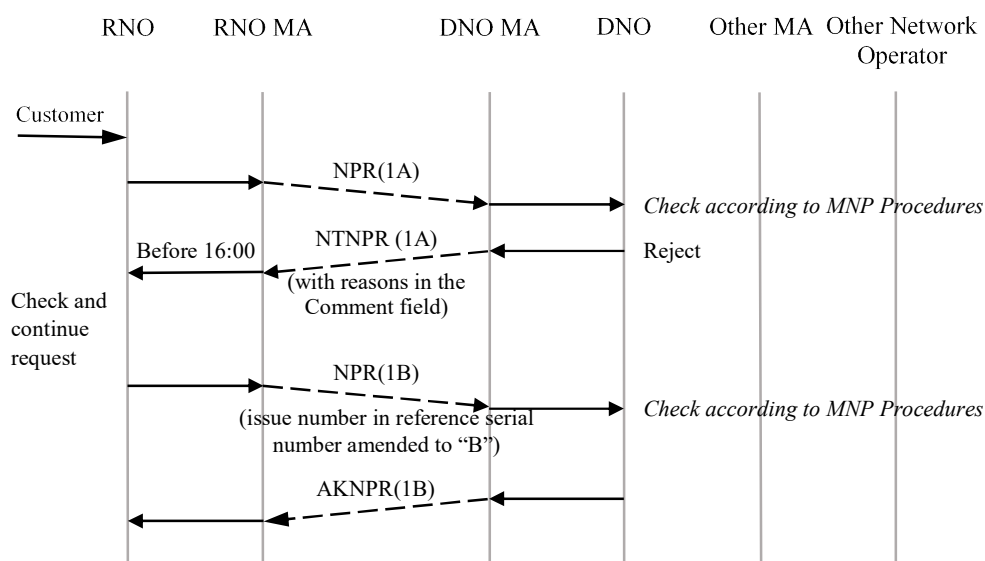 RNO RNO MA DNO MA DNO Other MA Other Network
Operator
Customer
NPR(1A)
Check according to MNP Procedures
NTNPR (1A)
Before 16:00
Reject
(with reasons in the
Comment field)
Check and
continue
request
NPR(1B)
Check according to MNP Procedures
(issue number in reference serial
number amended to “B”)
AKNPR(1B)